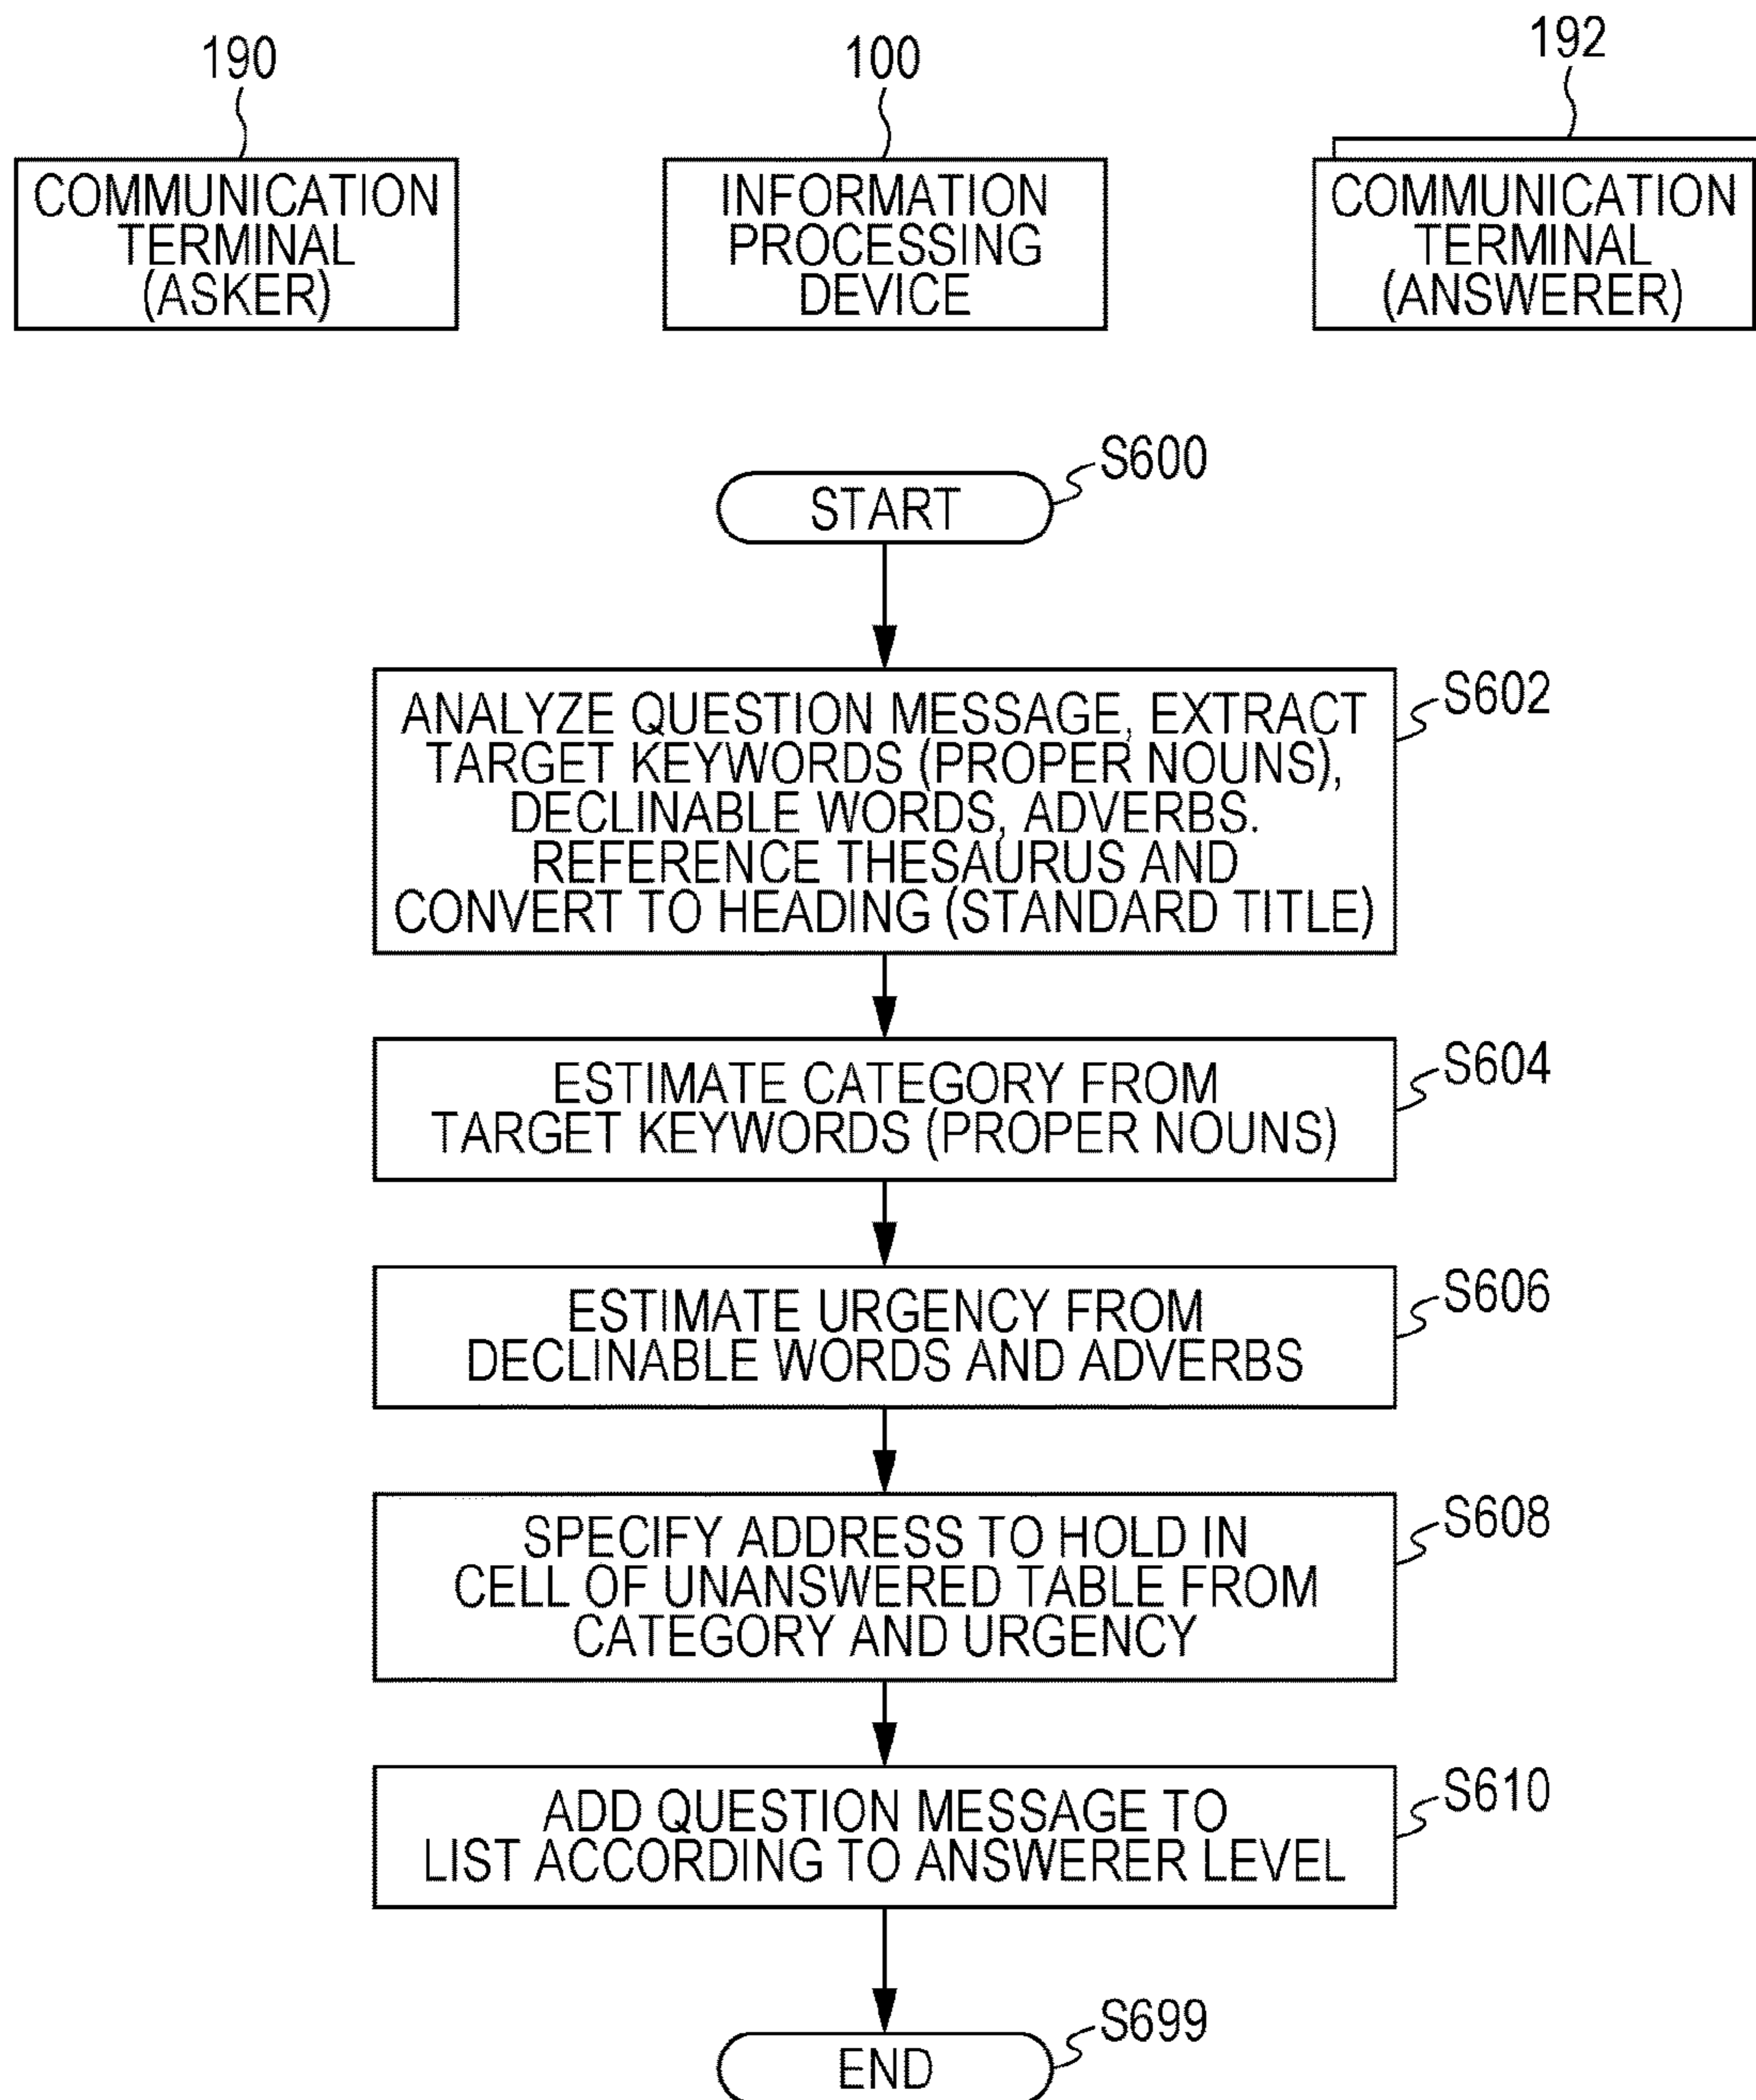 190
100
192
COMMUNICATION
TERMINAL
(ASKER)
INFORMATION
PROCESSING
DEVICE
COMMUNICATION
TERMINAL
(ANSWERER)
START
S600
ANALYZE QUESTION MESSAGE, EXTRACT
TARGET KEYWORDS (PROPER NOUNS),
DECLINABLE WORDS, ADVERBS.
REFERENCE THESAURUS AND
CONVERT TO HEADING (STANDARD TITLE)
S602
ESTIMATE CATEGORY FROM
TARGET KEYWORDS (PROPER NOUNS)
S604
ESTIMATE URGENCY FROM
DECLINABLE WORDS AND ADVERBS
S606
SPECIFY ADDRESS TO HOLD IN
CELL OF UNANSWERED TABLE FROM
CATEGORY AND URGENCY
S608
ADD QUESTION MESSAGE TO
LIST ACCORDING TO ANSWERER LEVEL
S610
END
S699